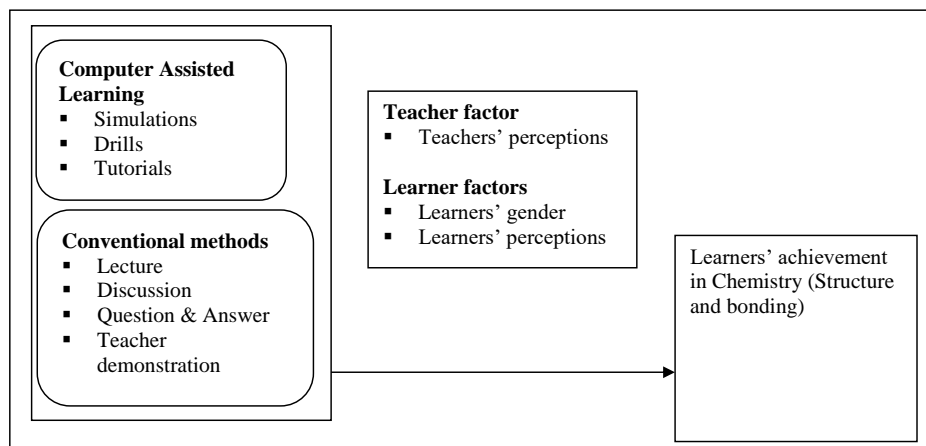 Computer Assisted
Learning
▪ Simulations
▪ Drills
▪ Tutorials
Conventional methods
▪ Lecture
▪ Discussion
▪ Question & Answer
▪ Teacher
demonstration
Teacher factor
▪ Teachers’ perceptions
Learner factors
▪ Learners’ gender
▪ Learners’ perceptions
Learners’ achievement
in Chemistry (Structure
and bonding)